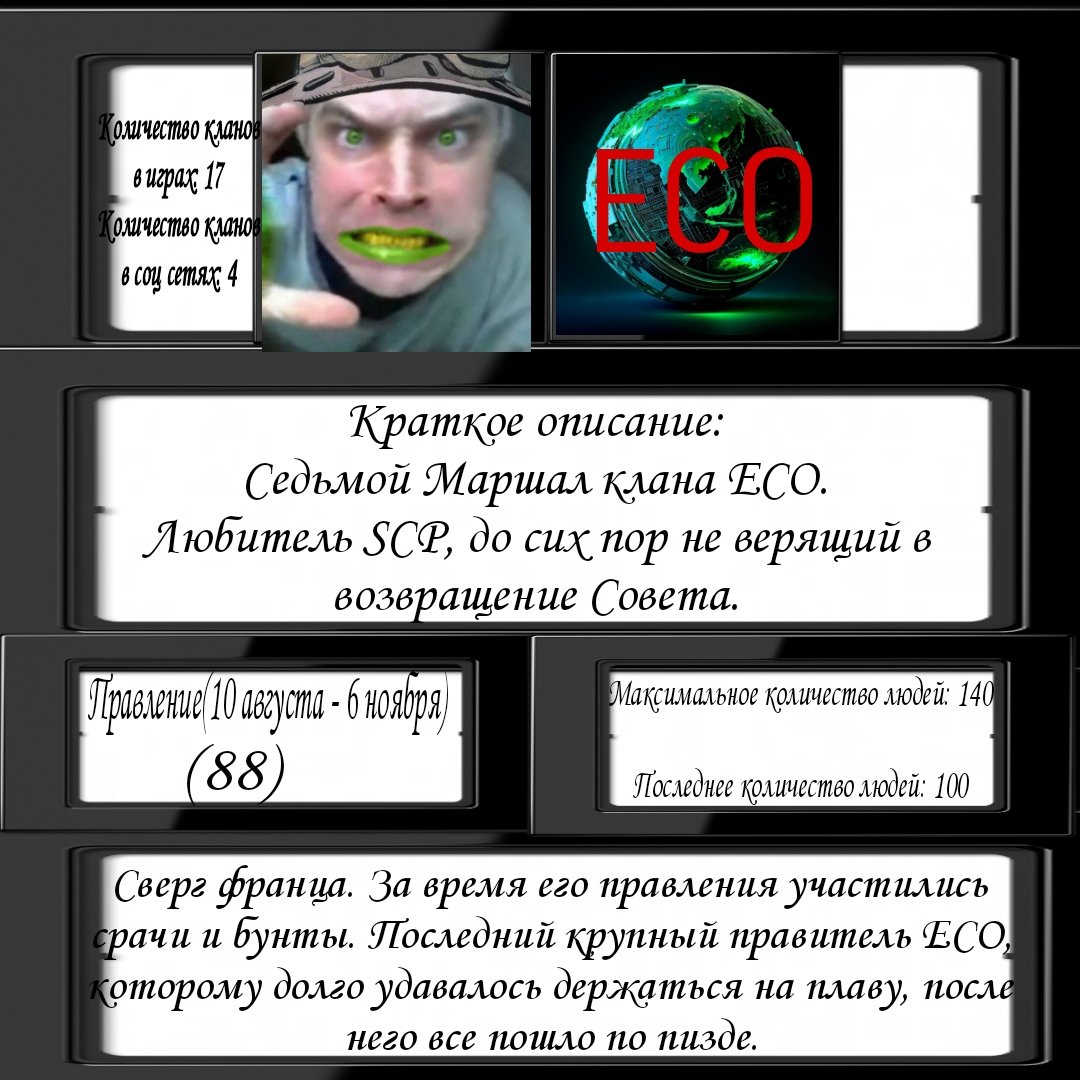 Количество кланов
в играх: 17
Количество кланов
в соц сетях: 4
ECO
Краткое описание:
Седьмой Маршал клана ECO.
Любитель SCP, до сих пор не верящий в
возвращение Совета.
Правление(10 августа - 6 ноября)
(88)
Максимальное количество людей: 140
Последнее количество людей: 100
Сверг франца. За время его правления участились
срачи и бунты. Последний крупный правитель ECO,
которому долго удавалось держаться на плаву, после
него все пошло по пизде.